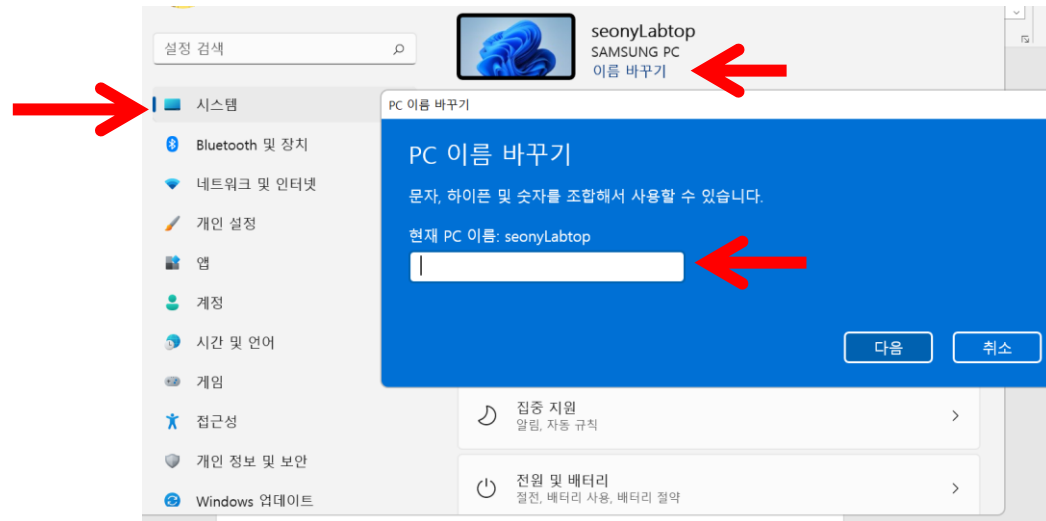 seonyLabtop
SAMSUNG PC
이름 바꾸기
설정 검색
시스템
Bluetooth 및 장치
네트워크 및 인터넷
개인 설정
앱
계정
시간 및 언어
게임
접근성
개인 정보 및 보안
Windows 업데이트
PC 이름 바꾸기
PC 이름 바꾸기
문자, 하이픈 및 숫자를 조합해서 사용할 수 있습니다.
현재 PC 이름: seonyLabtop
다음
취소
집중 지원
알림, 자동 규칙
전원 및 배터리
절전, 배터리 사용, 배터리 절약